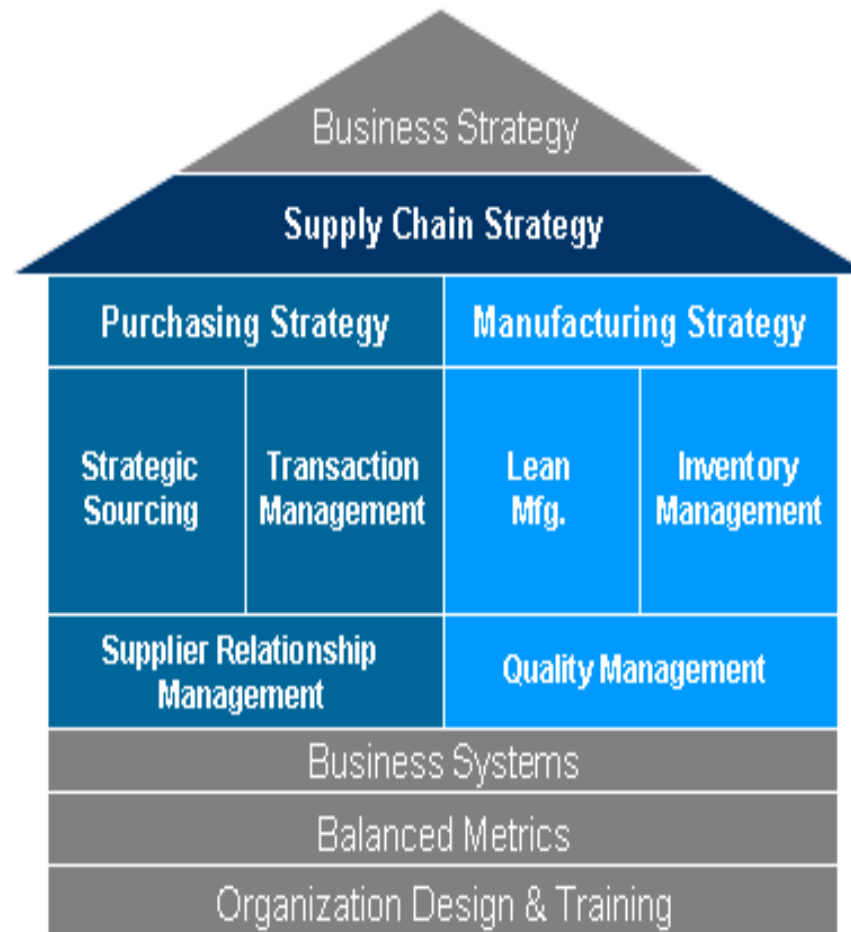 Business Strategy
Supply Chain Strategy
Purchasing Strategy
Manufacturing Strategy
Strategic
Sourcing
Transaction
Management
Lean
Mfg.
Inventory
Management
Supplier Relationship
Management
Quality Management
Business Systems
Balanced Metrics
Organization Design & Training